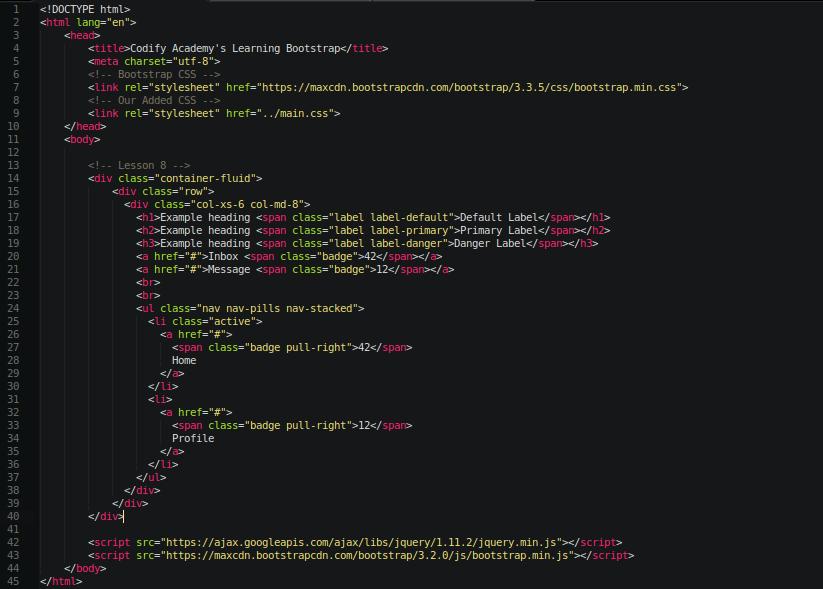 1 <!DOCTYPE html>
2 <html lang="en">
3     <head>
4         <title>Codify Academy's Learning Bootstrap</title>
5         <meta charset="utf-8">
6         <!-- Bootstrap CSS -->
7         <link rel="stylesheet" href="https://maxcdn.bootstrapcdn.com/bootstrap/3.3.5/css/bootstrap.min.css">
8         <!-- Our Added CSS -->
9         <link rel="stylesheet" href="../main.css">
10     </head>
11     <body>
12
13         <!-- Lesson 8 -->
14         <div class="container-fluid">
15             <div class="row">
16               <div class="col-xs-6 col-md-8">
17                 <h1>Example heading <span class="label label-default">Default Label</span></h1>
18                 <h2>Example heading <span class="label label-primary">Primary Label</span></h2>
19                 <h3>Example heading <span class="label label-danger">Danger Label</span></h3>
20                 <a href="#">Inbox <span class="badge">42</span></a>
21                 <a href="#">Message <span class="badge">12</span></a>
22                 <br>
23                 <br>
24                 <ul class="nav nav-pills nav-stacked">
25                   <li class="active">
26                     <a href="#">
27                       <span class="badge pull-right">42</span>
28                       Home
29                     </a>
30                   </li>
31                   <li>
32                     <a href="#">
33                       <span class="badge pull-right">12</span>
34                       Profile
35                     </a>
36                   </li>
37                 </ul>
38               </div>
39             </div>
40         </div>
41
42         <script src="https://ajax.googleapis.com/ajax/libs/jquery/1.11.2/jquery.min.js"></script>
43         <script src="https://maxcdn.bootstrapcdn.com/bootstrap/3.2.0/js/bootstrap.min.js"></script>
44     </body>
45 </html>